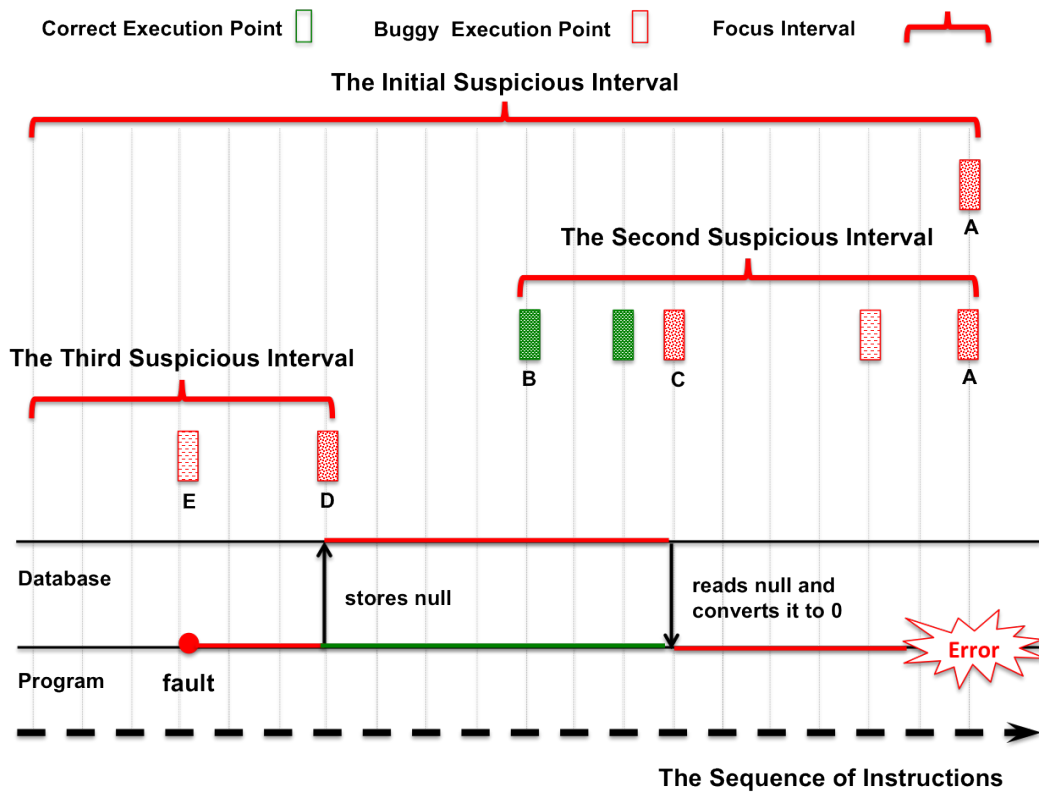 Correct Execution Point
Buggy Execution Point
Focus Interval
The Initial Suspicious Interval
A
The Second Suspicious Interval
B
C
A
The Third Suspicious Interval
E
D
Database
stores null
reads null and
converts it to 0
Error
Program
fault
The Sequence of Instructions